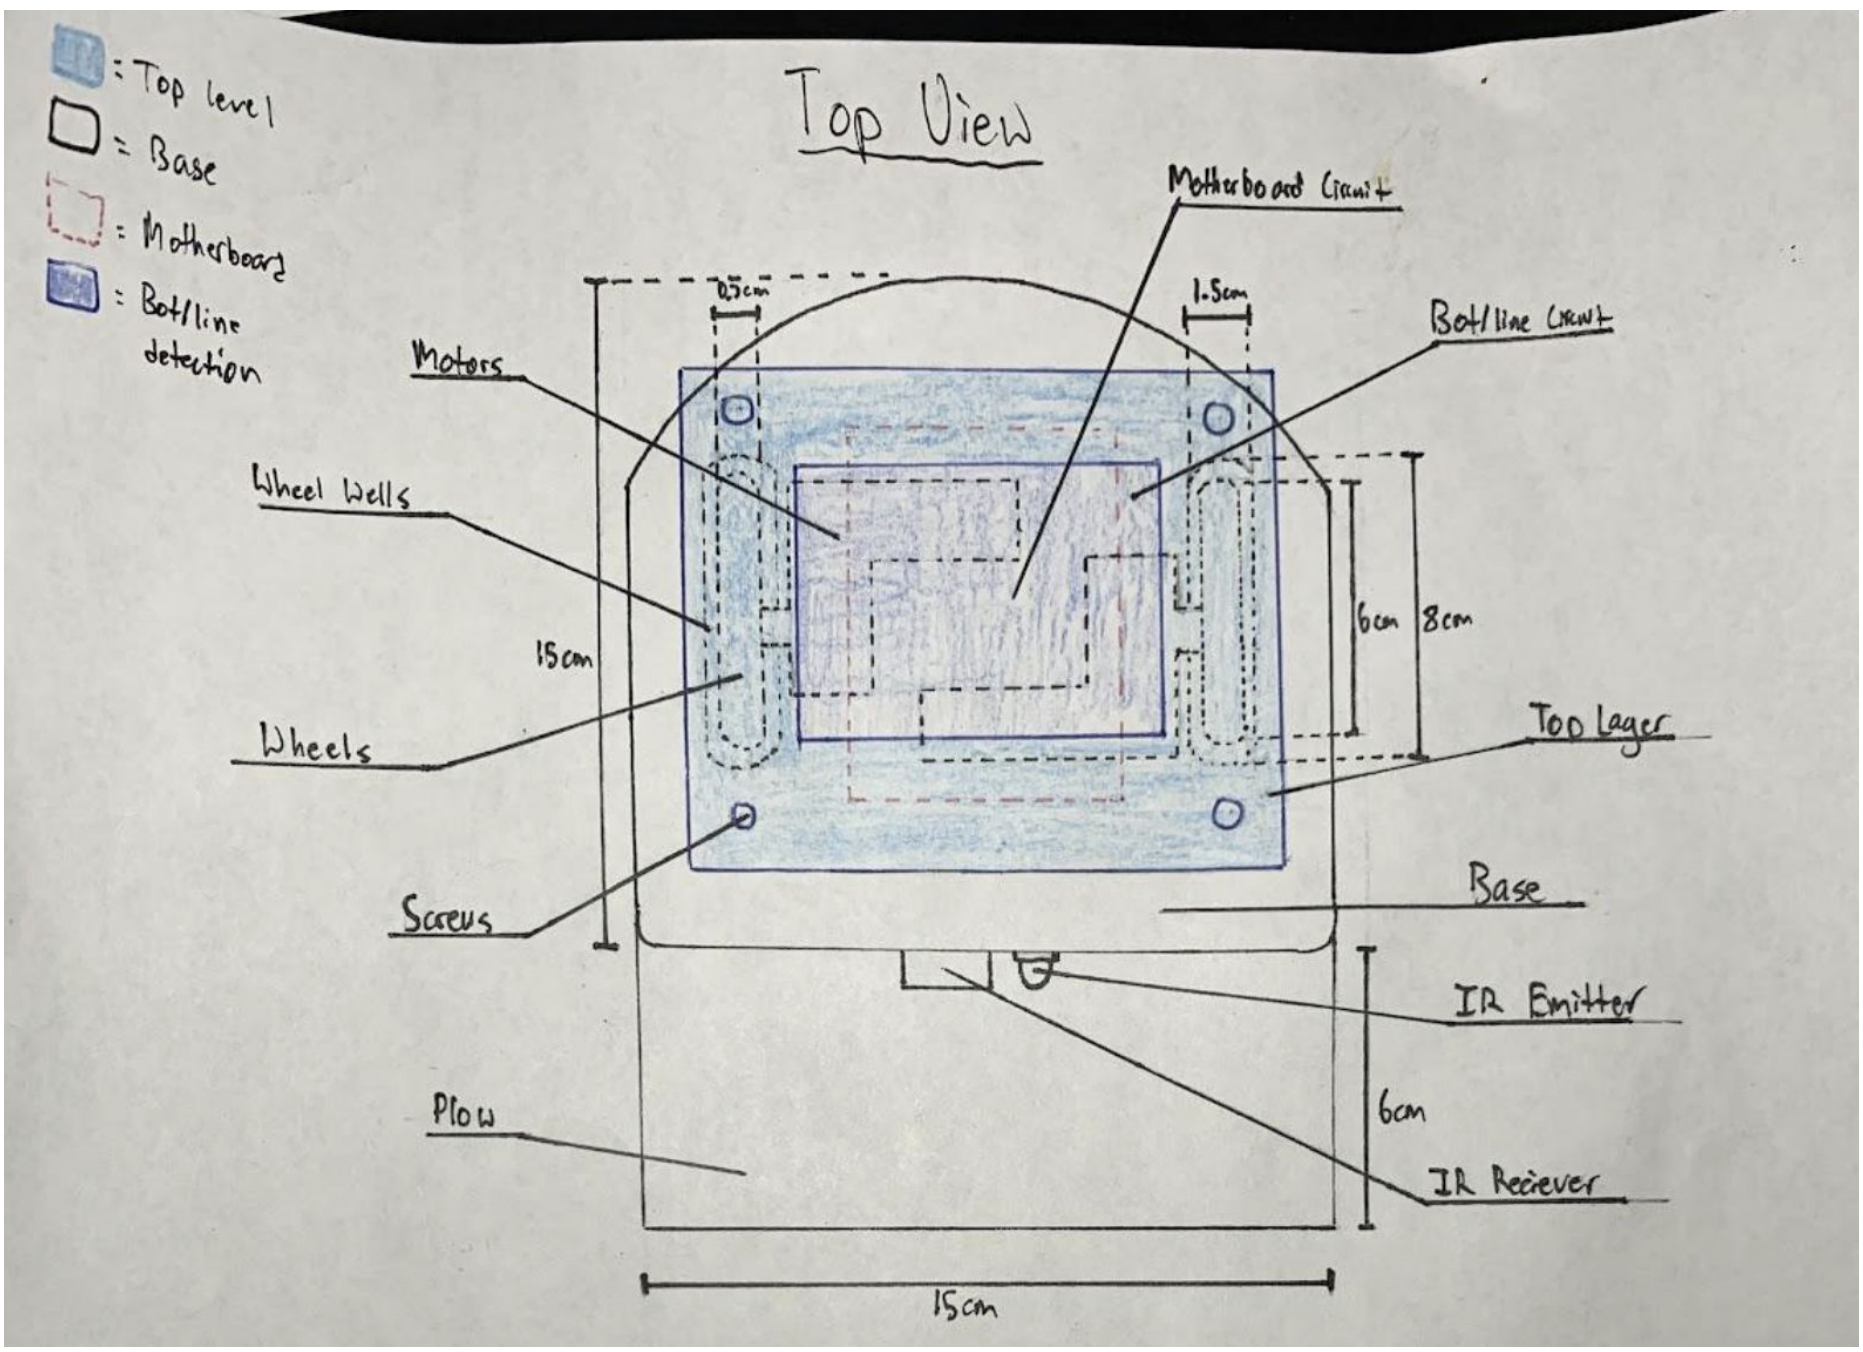 = Top level
= Base
= Motherboard
= Bot/line
detection
Top View
Motherboard Circuit
0.7cm
1.5cm
Bot/line Circuit
Motors
Wheel Wells
15cm
6cm
8cm
Wheels
Top Layer
Screws
Base
IR Emitter
Plow
6cm
IR Reciever
15cm